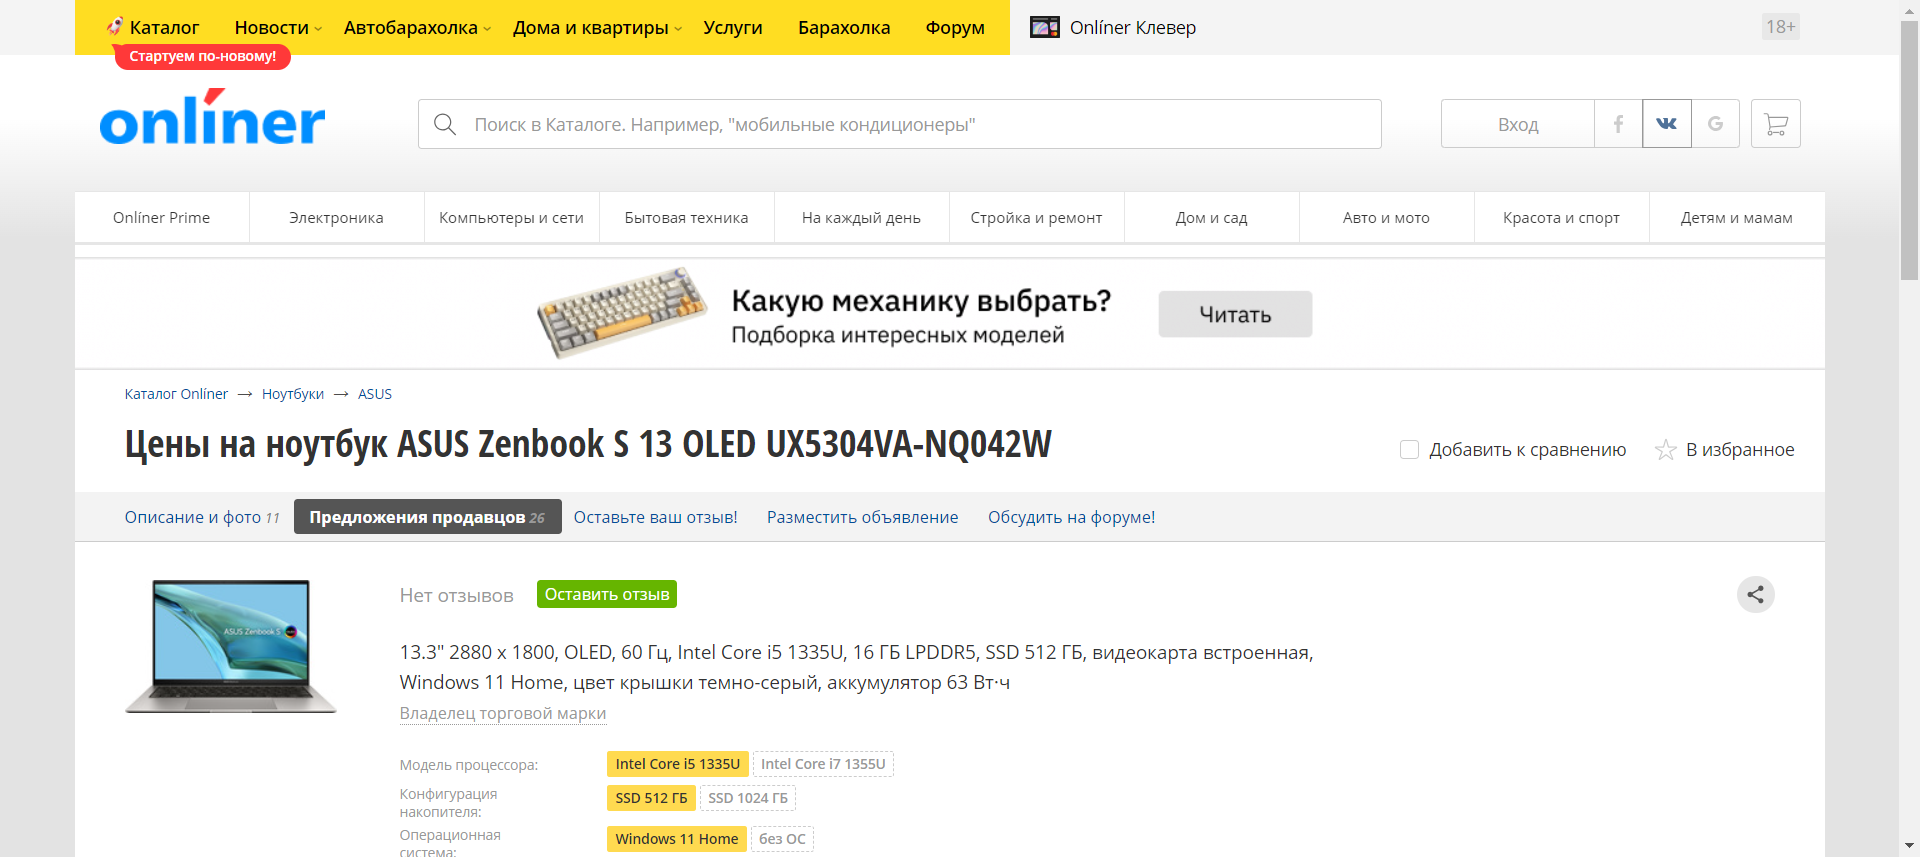 Каталог Новости Автобарахолка Дома и квартиры Услуги Барахолка Форум Onlíner Клевер 18+
Стартуем по-новому!
onlíner
Поиск в Каталоге. Например, "мобильные кондиционеры"
Вход
Onlíner Prime Электроника Компьютеры и сети Бытовая техника На каждый день Стройка и ремонт Дом и сад Авто и мото Красота и спорт Детям и мамам
Какую механику выбрать?
Подборка интересных моделей
Читать
Каталог Onlíner → Ноутбуки → ASUS
Цены на ноутбук ASUS Zenbook S 13 OLED UX5304VA-NQ042W
Добавить к сравнению В избранное
Описание и фото 11 Предложения продавцов 26 Оставьте ваш отзыв! Разместить объявление Обсудить на форуме!
ASUS Zenbook S
Нет отзывов Оставить отзыв
13.3" 2880 x 1800, OLED, 60 Гц, Intel Core i5 1335U, 16 ГБ LPDDR5, SSD 512 ГБ, видеокарта встроенная,
Windows 11 Home, цвет крышки темно-серый, аккумулятор 63 Вт·ч
Владелец торговой марки
Модель процессора: Intel Core i5 1335U Intel Core i7 1355U
Конфигурация
накопителя: SSD 512 ГБ SSD 1024 ГБ
Операционная
система: Windows 11 Home без ОС